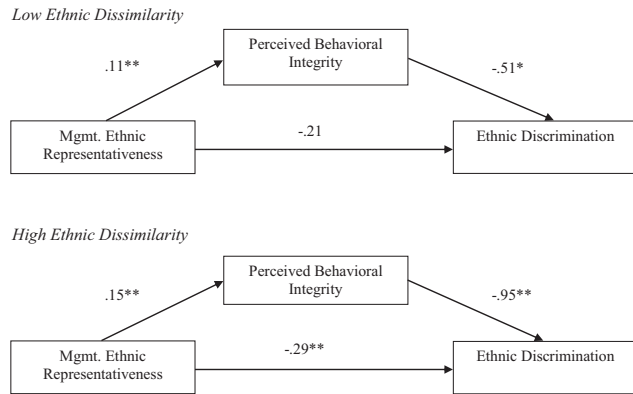 Low Ethnic Dissimilarity
Perceived Behavioral
Integrity
.11**
-.51*
Mgmt. Ethnic
Representativeness
-.21
Ethnic Discrimination
High Ethnic Dissimilarity
Perceived Behavioral
Integrity
.15**
-.95**
Mgmt. Ethnic
Representativeness
-.29**
Ethnic Discrimination